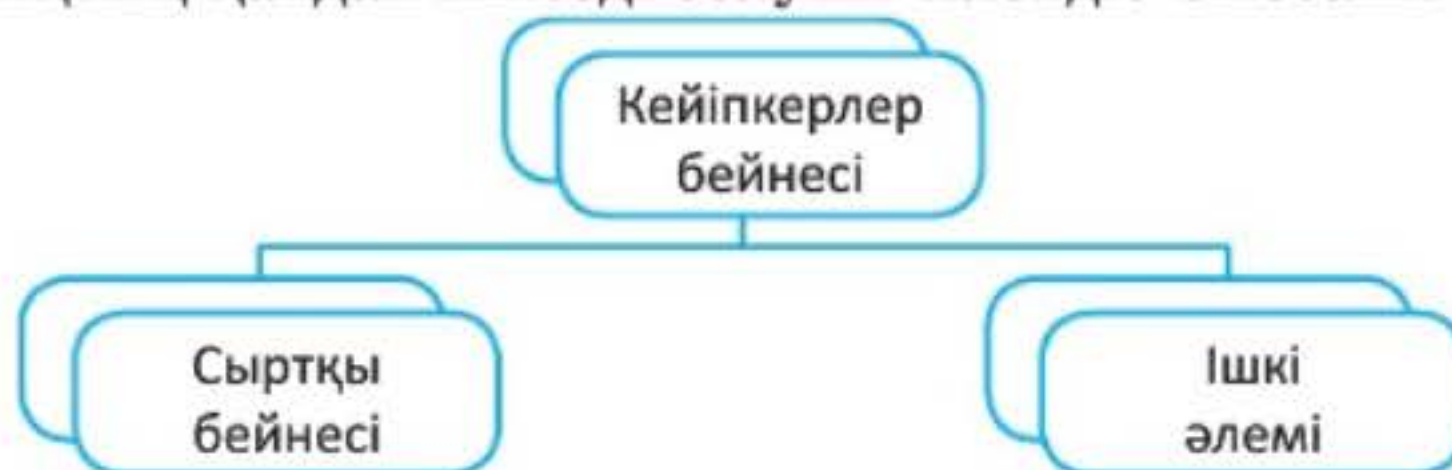 Кейіпкерлер
бейнесі
Сыртқы
бейнесі
Ішкі
әлемі